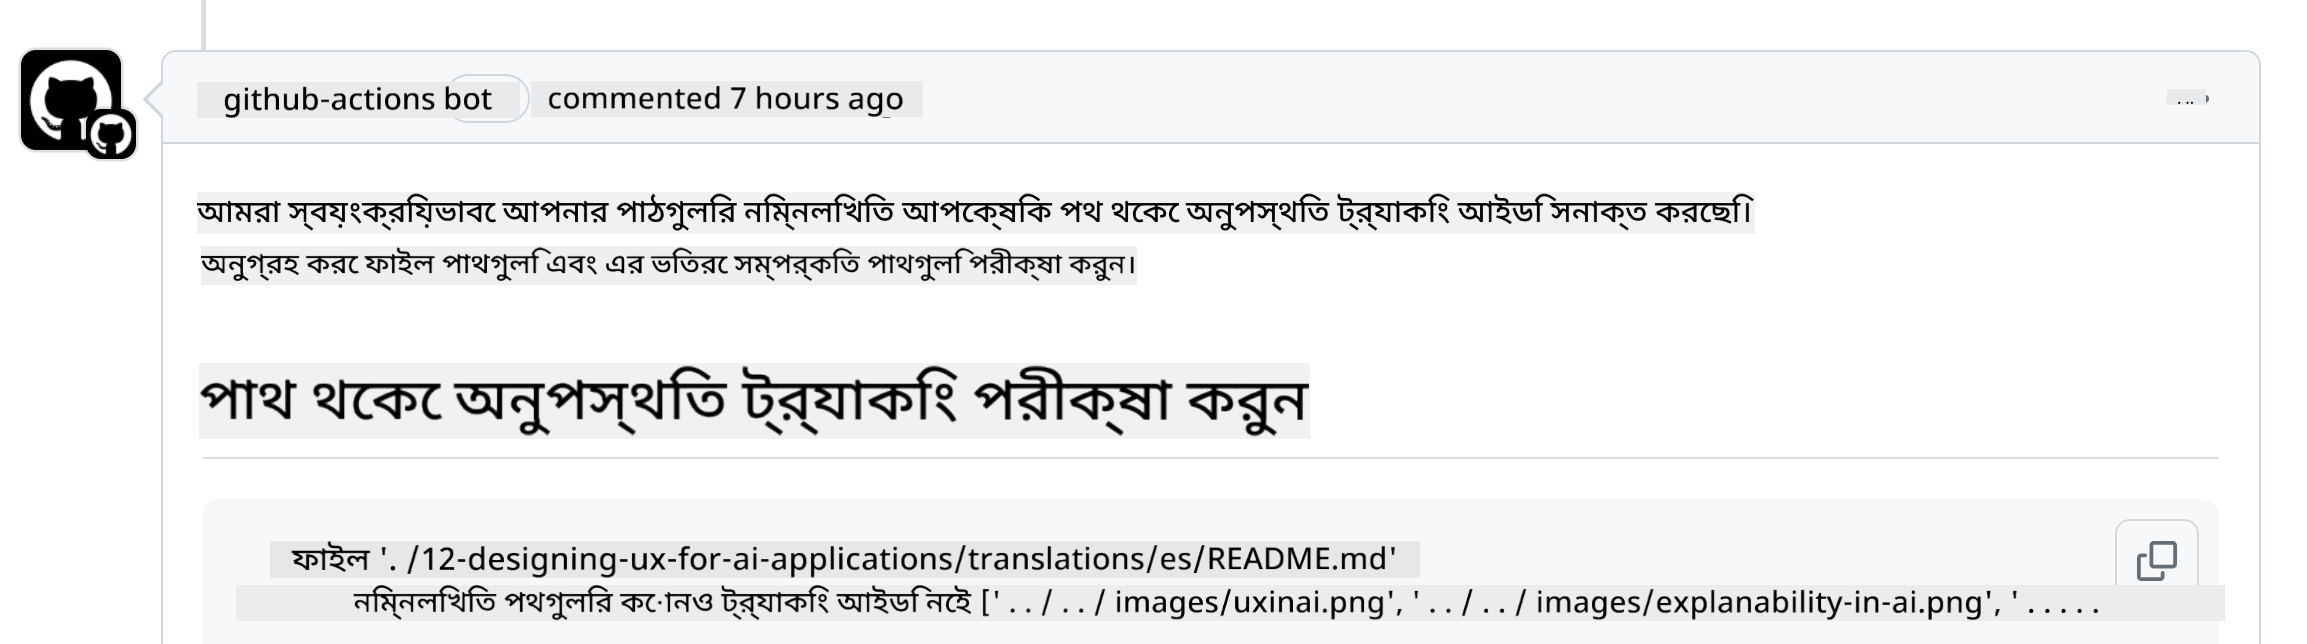 github-actions bot commented 7 hours ago
...
আমরা স্বয়ংক্রিয়ভাবে আপনার পাঠগুলির নিম্নলিখিত আপেক্ষিক পথ থেকে অনুপস্থিত ট্র্যাকিং আইডি সনাক্ত করেছি।
অনুগ্রহ করে ফাইল পাথগুলি এবং এর ভিতরে সম্পর্কিত পাথগুলি পরীক্ষা করুন।
পাথ থেকে অনুপস্থিত ট্র্যাকিং পরীক্ষা করুন
ফাইল '. /12-designing-ux-for-ai-applications/translations/es/README.md'
নিম্নলিখিত পথগুলির কোনও ট্র্যাকিং আইডি নেই [' . . / . . / images/uxinai.png', ' . . / . . / images/explanability-in-ai.png', ' . . . . .